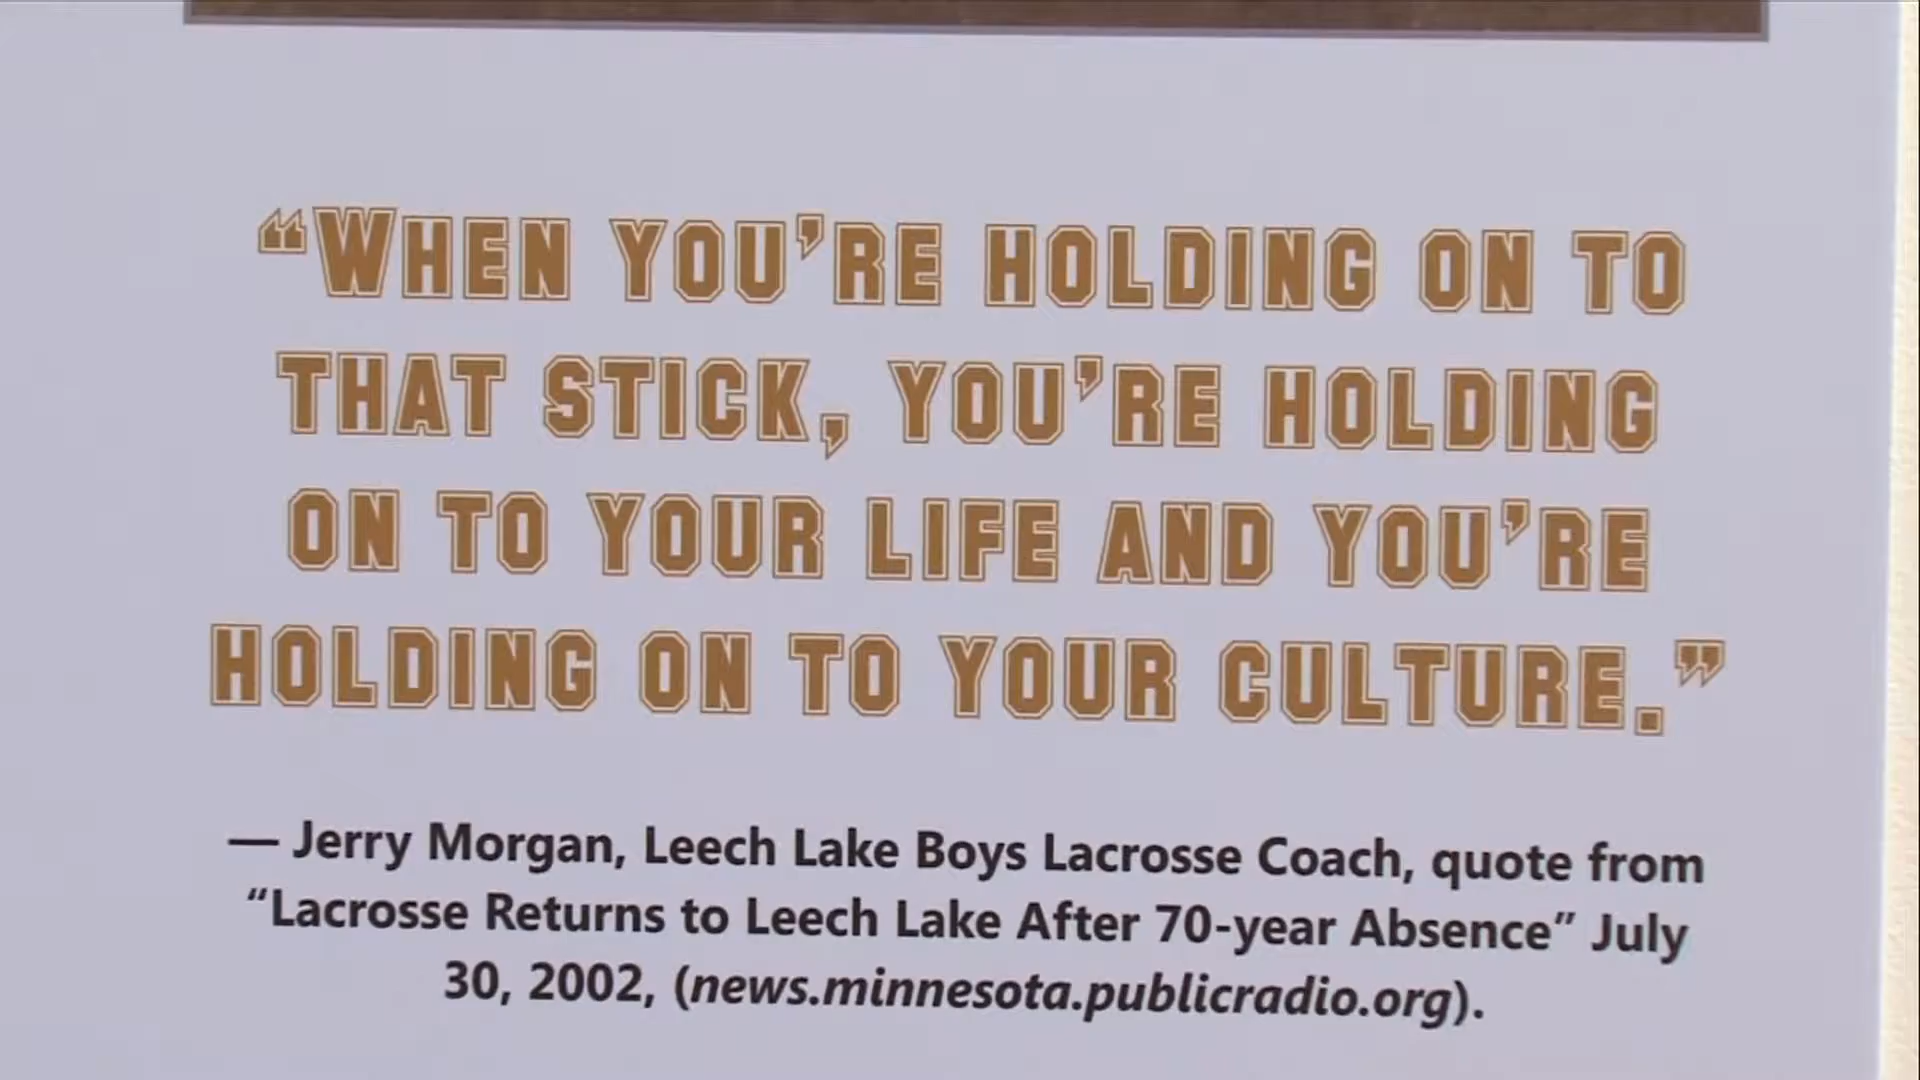 “WHEN YOU’RE HOLDING ON TO
THAT STICK, YOU’RE HOLDING
ON TO YOUR LIFE AND YOU’RE
HOLDING ON TO YOUR CULTURE.”
— Jerry Morgan, Leech Lake Boys Lacrosse Coach, quote from
“Lacrosse Returns to Leech Lake After 70-year Absence” July
30, 2002, (news.minnesota.publicradio.org).